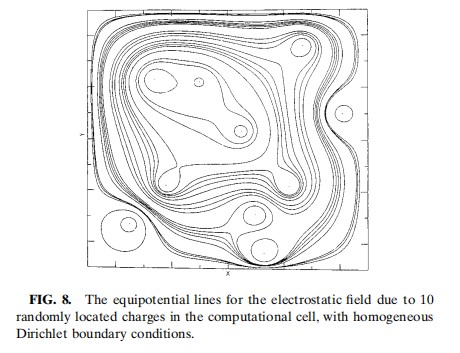 Y
X
FIG. 8. The equipotential lines for the electrostatic field due to 10
randomly located charges in the computational cell, with homogeneous
Dirichlet boundary conditions.